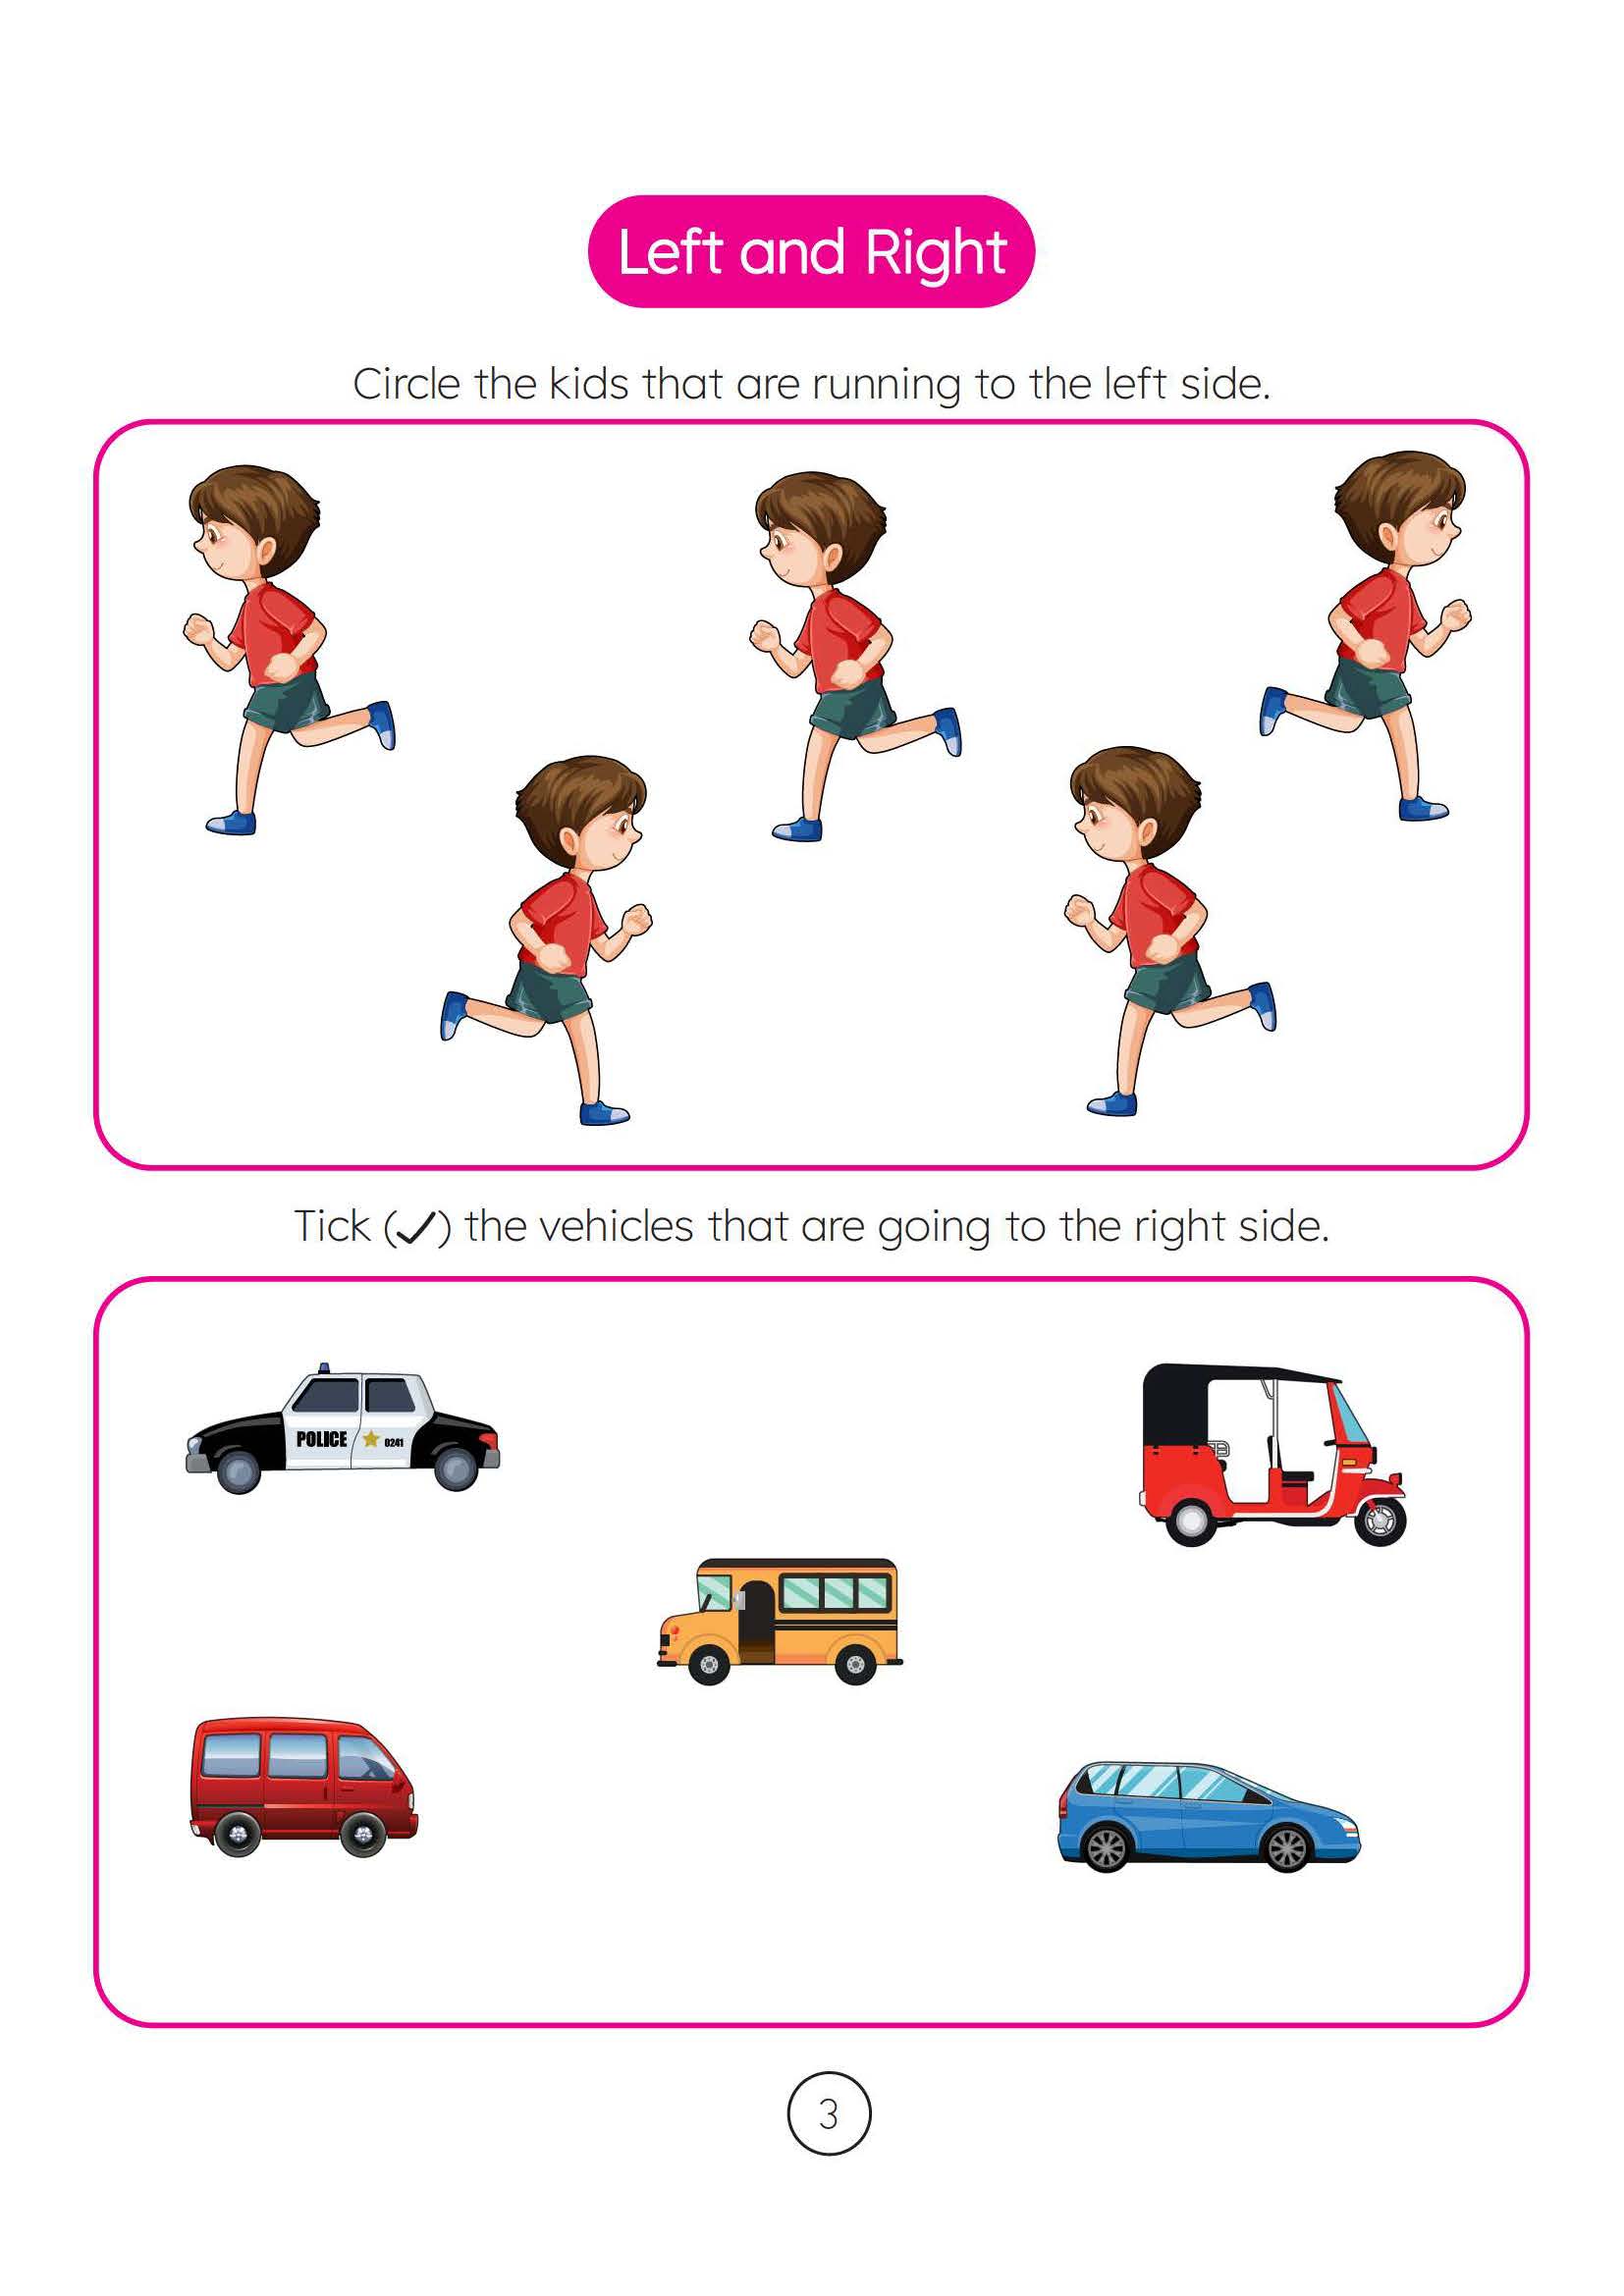 Left and Right
Circle the kids that are running to the left side.
Tick (✓) the vehicles that are going to the right side.
POLICE 0241
3